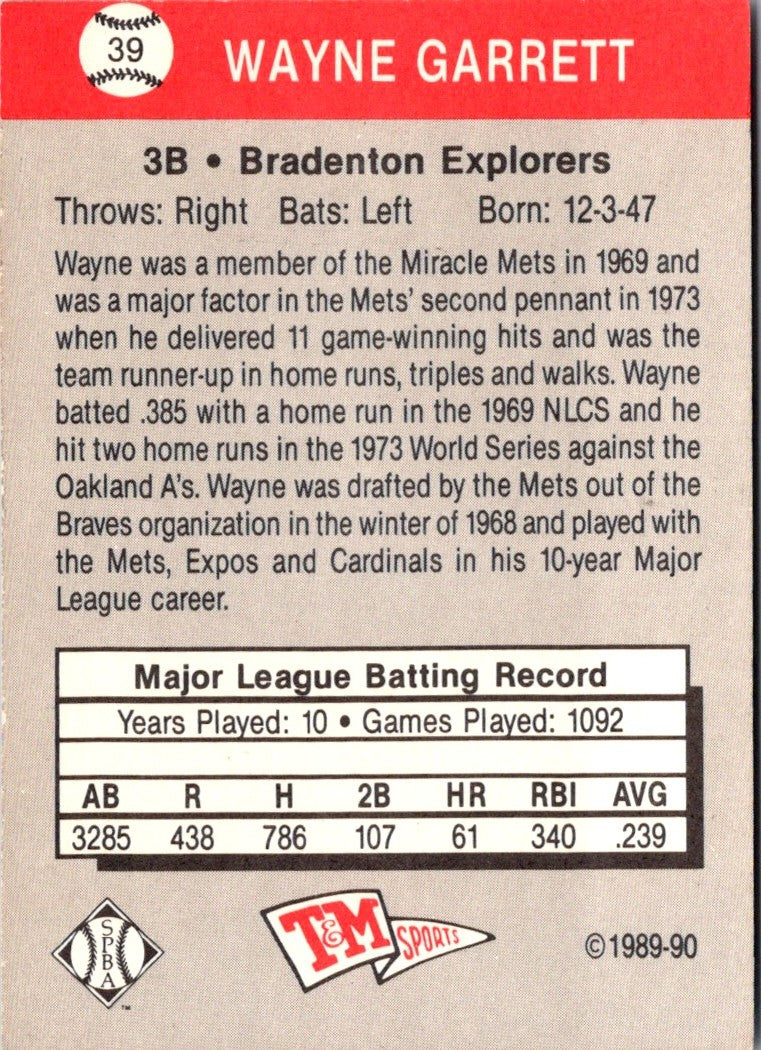 39
WAYNE GARRETT
3B • Bradenton Explorers
Throws: Right Bats: Left Born: 12-3-47
Wayne was a member of the Miracle Mets in 1969 and
was a major factor in the Mets' second pennant in 1973
when he delivered 11 game-winning hits and was the
team runner-up in home runs, triples and walks. Wayne
batted .385 with a home run in the 1969 NLCS and he
hit two home runs in the 1973 World Series against the
Oakland A's. Wayne was drafted by the Mets out of the
Braves organization in the winter of 1968 and played with
the Mets, Expos and Cardinals in his 10-year Major
League career.
Major League Batting Record
Years Played: 10 • Games Played: 1092
AB R H 2B HR RBI AVG
3285 438 786 107 61 340 .239
SPBA
™
T&M SPORTS
©1989-90